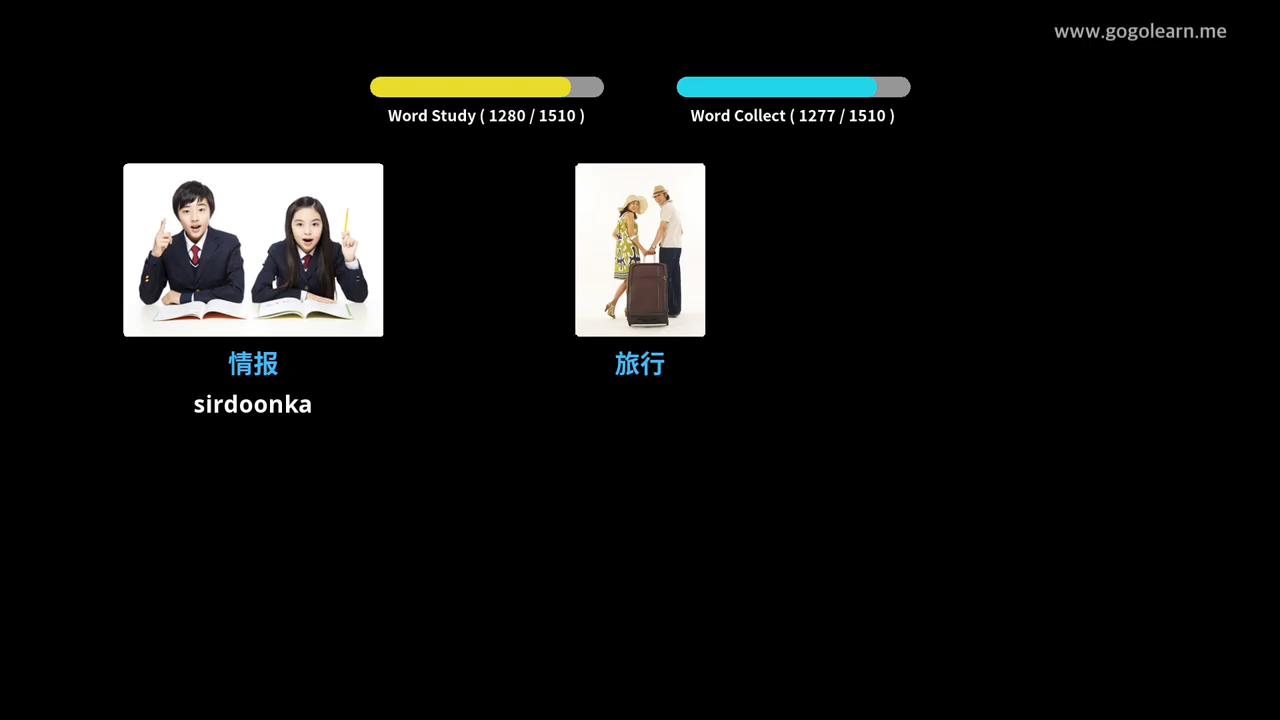 www.gogolearn.me
Word Study ( 1280 / 1510 )
Word Collect ( 1277 / 1510 )
情报
旅行
sirdoonka